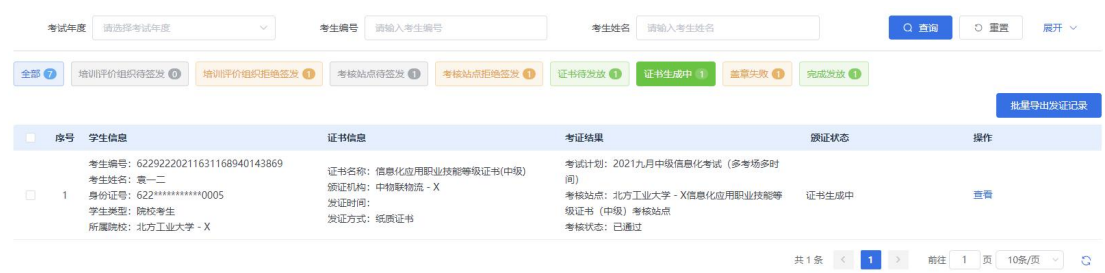 考试年度 请选择考试年度 考生编号 请输入考生编号 考生姓名 请输入考生姓名 查询 重置 展开
全部 7 培训评价组织待签发 0 培训评价组织拒绝签发 1 考核站点待签发 1 考核站点拒绝签发 1 证书待发放 1 证书生成中 1 盖章失败 1 完成发放 1
批量导出发证记录
序号 学生信息 证书信息 考证结果 颁证状态 操作
1
考生编号：62292220211631168940143869
考生姓名：袁一二
身份证号：622***********0005
学生类型：院校考生
所属院校：北方工业大学 - X
证书名称：信息化应用职业技能等级证书(中级)
颁证机构：中物联物流 - X
发证时间：
发证方式：纸质证书
考试计划：2021九月中级信息化考试（多考场多时
间）
考核站点：北方工业大学 - X信息化应用职业技能等
级证书（中级）考核站点
考核状态：已通过
证书生成中
查看
共 1 条 1 前往 1 页 10条/页